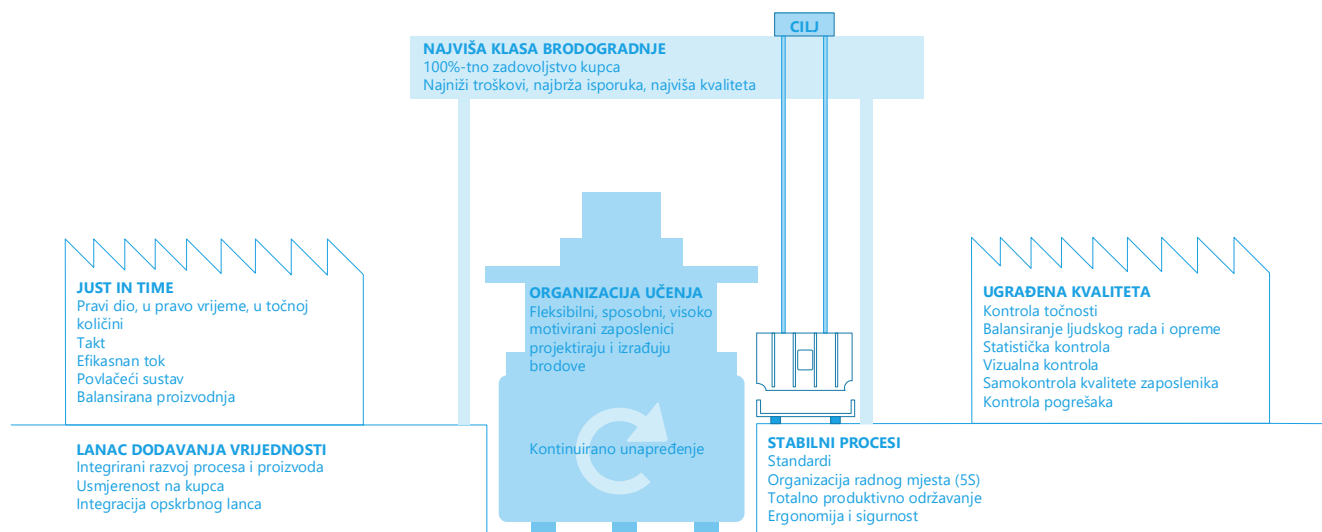 CILJ
NAJVIŠA KLASA BRODOGRADNJE
100%-tno zadovoljstvo kupca
Najniži troškovi, najbrža isporuka, najviša kvaliteta
JUST IN TIME
Pravi dio, u pravo vrijeme, u točnoj
količini
Takt
Efikasnan tok
Povlačeći sustav
Balansirana proizvodnja
ORGANIZACIJA UČENJA
Fleksibilni, sposobni, visoko
motivirani zaposlenici
projektiraju i izrađuju
brodove
Kontinuirano unapređenje
UGRAĐENA KVALITETA
Kontrola točnosti
Balansiranje ljudskog rada i opreme
Statistička kontrola
Vizualna kontrola
Samokontrola kvalitete zaposlenika
Kontrola pogrešaka
LANAC DODAVANJA VRIJEDNOSTI
Integrirani razvoj procesa i proizvoda
Usmjerenost na kupca
Integracija opskrbnog lanca
STABILNI PROCESI
Standardi
Organizacija radnog mjesta (5S)
Totalno produktivno održavanje
Ergonomija i sigurnost